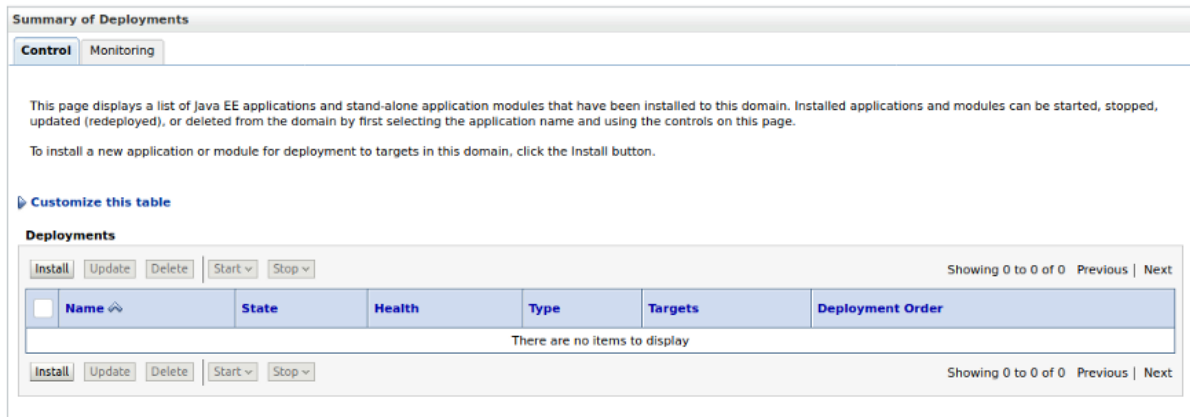 Summary of Deployments
Control Monitoring
This page displays a list of Java EE applications and stand-alone application modules that have been installed to this domain. Installed applications and modules can be started, stopped,
updated (redeployed), or deleted from the domain by first selecting the application name and using the controls on this page.
To install a new application or module for deployment to targets in this domain, click the Install button.
Customize this table
Deployments
Install Update Delete Start Stop Showing 0 to 0 of 0 Previous | Next
Name State Health Type Targets Deployment Order
There are no items to display
Install Update Delete Start Stop Showing 0 to 0 of 0 Previous | Next